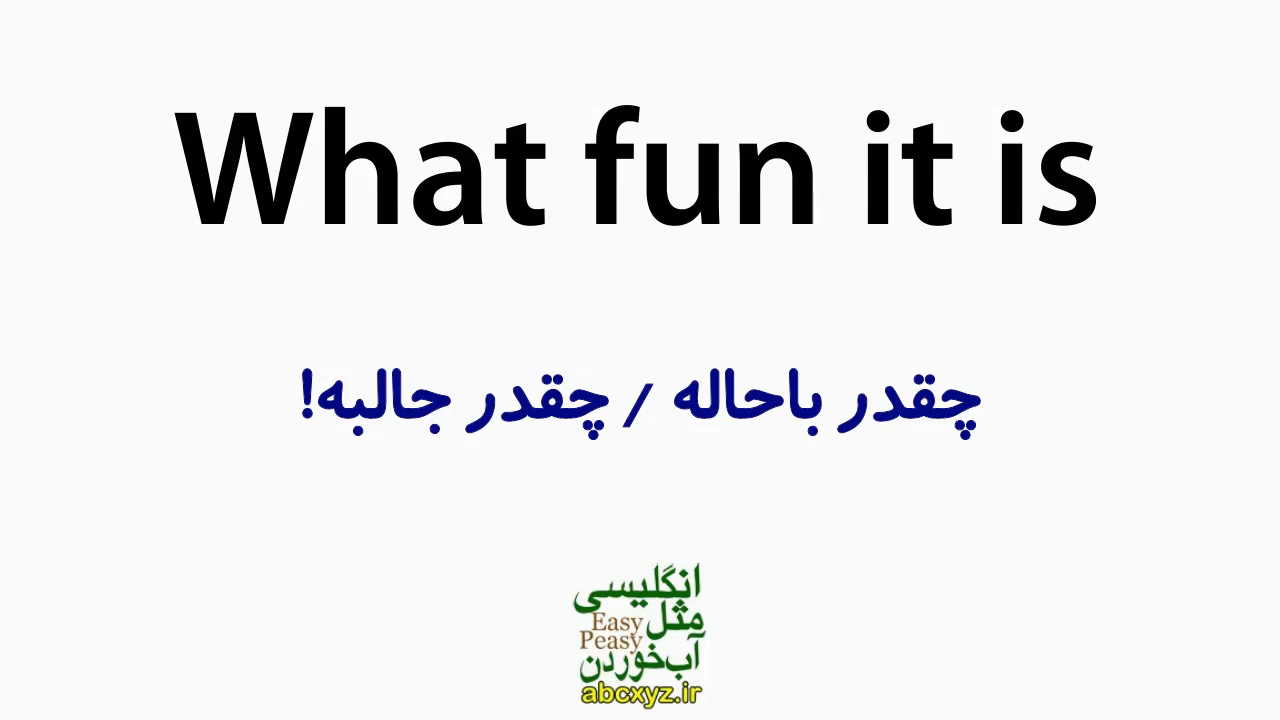 What fun it is
چقدر باحاله / چقدر جالبه!
انگلیسی
مثل Easy
Peasy
آب‌خوردن
abcxyz.ir